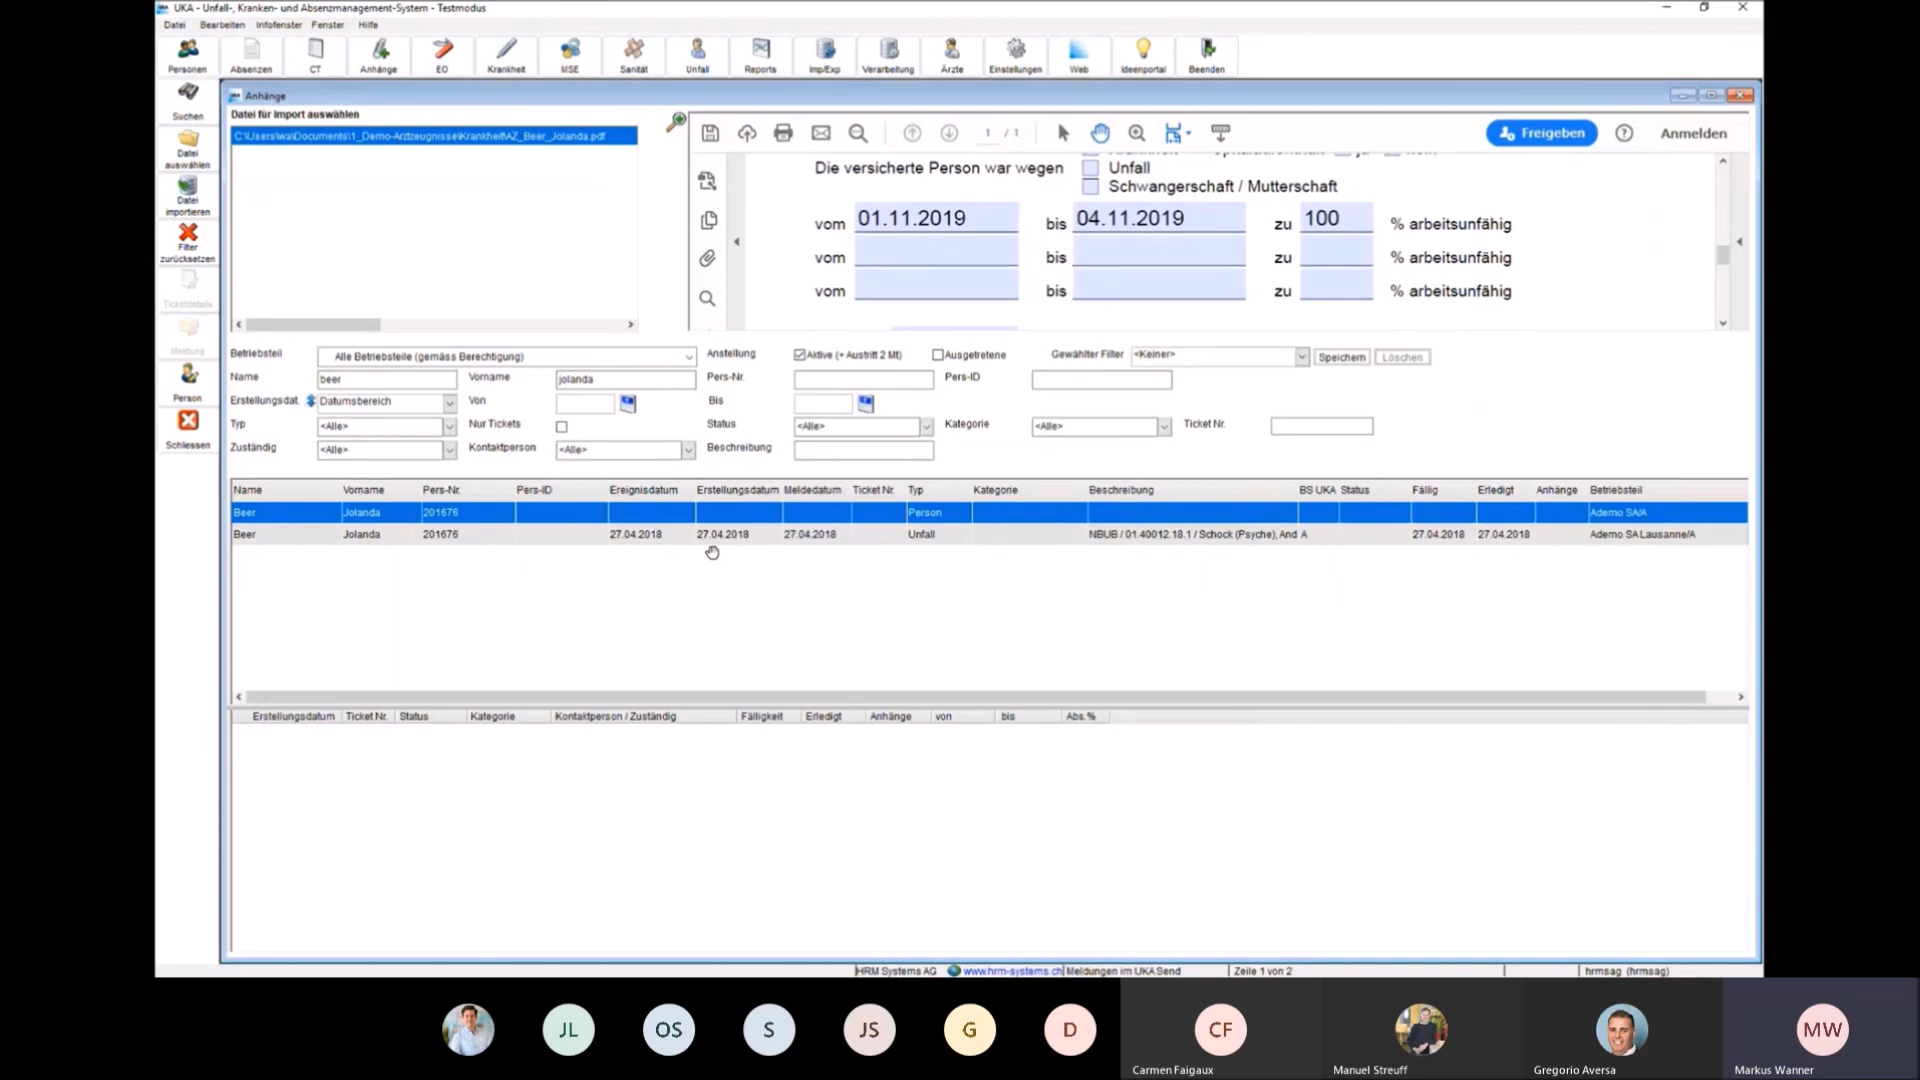 UKA - Unfall-, Kranken- und Absenzmanagement-System - Testmodus
Datei Bearbeiten Infofenster Fenster Hilfe
Personen Absenzen CT Anhänge EO Krankheit MSE Sanität Unfall Reports Imp/Exp Verarbeitung Ärzte Einstellungen Web Ideenportal Beenden
Suchen
Datei auswählen
Datei importieren
Filter zurücksetzen
Ticketdetails
Meldung
Person
Schliessen
Anhänge
Datei für Import auswählen
C:\Users\wa\Documents\1_Demo-Arztzeugnisse\Krankheit\AZ_Beer_Jolanda.pdf
1 / 1
Freigeben
Anmelden
Die versicherte Person war wegen
Unfall
Schwangerschaft / Mutterschaft
vom 01.11.2019 bis 04.11.2019 zu 100 % arbeitsunfähig
vom bis zu % arbeitsunfähig
vom bis zu % arbeitsunfähig
Betriebsteil Alle Betriebsteile (gemäss Berechtigung) Anstellung Aktive (+ Austritt 2 Mt) Ausgetretene Gewählter Filter <Keiner> Speichern Löschen
Name beer Vorname jolanda Pers-Nr. Pers-ID
Erstellungsdat. Datumsbereich Von Bis
Typ <Alle> Nur Tickets Status <Alle> Kategorie <Alle> Ticket Nr.
Zuständig <Alle> Kontaktperson <Alle> Beschreibung
Name Vorname Pers-Nr. Pers-ID Ereignisdatum Erstellungsdatum Meldedatum Ticket Nr. Typ Kategorie Beschreibung BS UKA Status Fällig Erledigt Anhänge Betriebsteil
Beer Jolanda 201676 Person Ademo SA/A
Beer Jolanda 201676 27.04.2018 27.04.2018 27.04.2018 Unfall NBUB / 01.40012.18.1 / Schock (Psyche), And A 27.04.2018 27.04.2018 Ademo SA Lausanne/A
Erstellungsdatum Ticket Nr. Status Kategorie Kontaktperson / Zuständig Fälligkeit Erledigt Anhänge von bis Abs.%
HRM Systems AG www.hrm-systems.ch Meldungen im UKA Send Zeile 1 von 2 hrmsag (hrmsag)
JL OS S JS G D CF MW
Carmen Faigaux Manuel Streuff Gregorio Aversa Markus Wanner